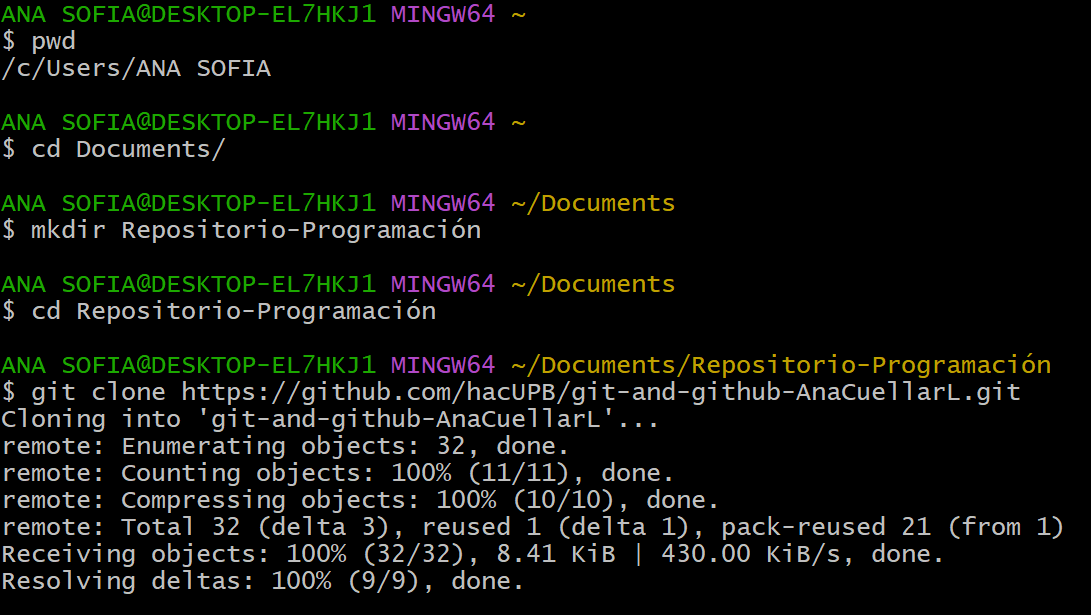 ANA SOFIA@DESKTOP-EL7HKJ1 MINGW64 ~
$ pwd
/c/Users/ANA SOFIA
ANA SOFIA@DESKTOP-EL7HKJ1 MINGW64 ~
$ cd Documents/
ANA SOFIA@DESKTOP-EL7HKJ1 MINGW64 ~/Documents
$ mkdir Repositorio-Programación
ANA SOFIA@DESKTOP-EL7HKJ1 MINGW64 ~/Documents
$ cd Repositorio-Programación
ANA SOFIA@DESKTOP-EL7HKJ1 MINGW64 ~/Documents/Repositorio-Programación
$ git clone https://github.com/hacUPB/git-and-github-AnaCuellarL.git
Cloning into 'git-and-github-AnaCuellarL'...
remote: Enumerating objects: 32, done.
remote: Counting objects: 100% (11/11), done.
remote: Compressing objects: 100% (10/10), done.
remote: Total 32 (delta 3), reused 1 (delta 1), pack-reused 21 (from 1)
Receiving objects: 100% (32/32), 8.41 KiB | 430.00 KiB/s, done.
Resolving deltas: 100% (9/9), done.